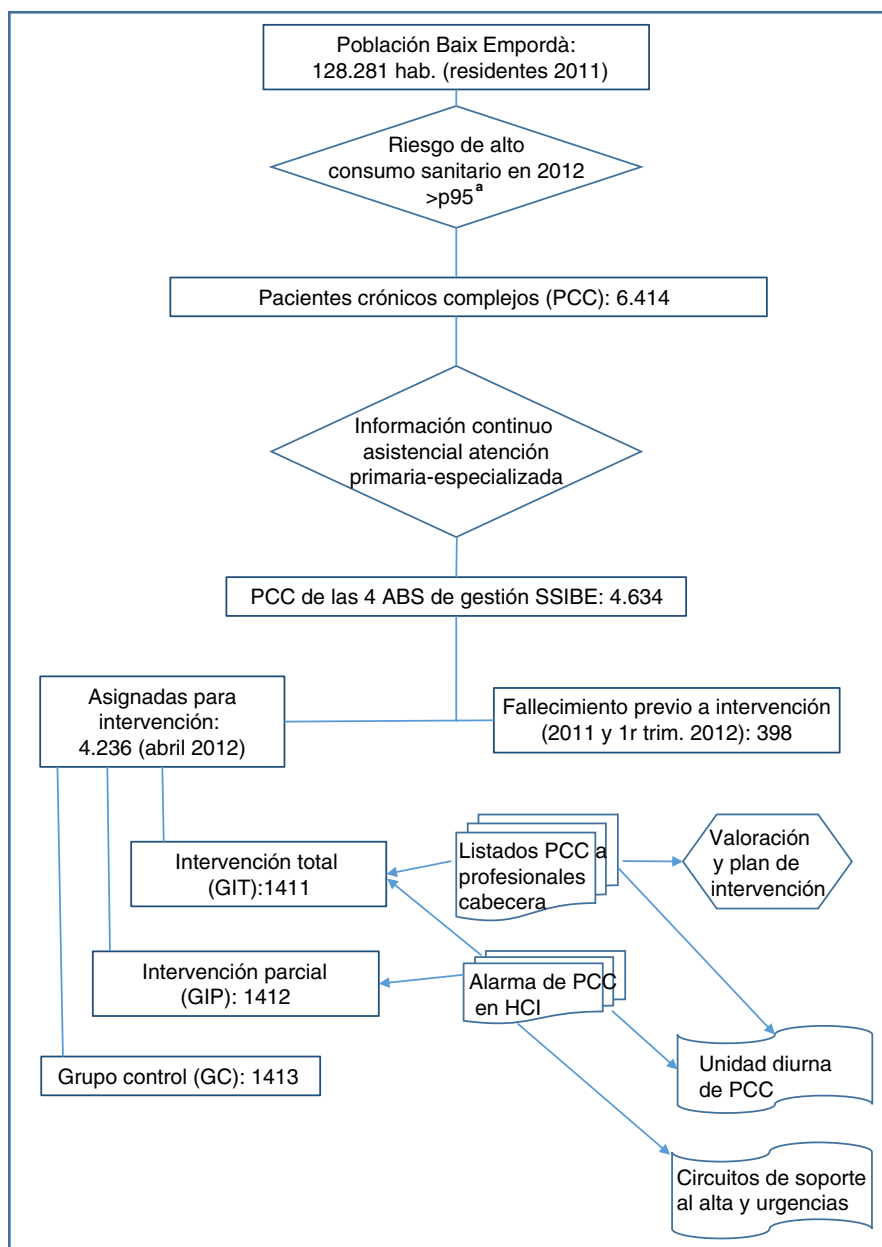 Población Baix Empordà:
128.281 hab. (residentes 2011)
Riesgo de alto
consumo sanitario en 2012
>p95a
Pacientes crónicos complejos (PCC): 6.414
Información continuo
asistencial atención
primaria-especializada
PCC de las 4 ABS de gestión SSIBE: 4.634
Asignadas para
intervención:
4.236 (abril 2012)
Fallecimiento previo a intervención
(2011 y 1r trim. 2012): 398
Intervención total
(GIT):1411
Listados PCC a
profesionales
cabecera
Valoración
y plan de
intervención
Intervención parcial
(GIP): 1412
Alarma de PCC
en HCI
Grupo control (GC): 1413
Unidad diurna
de PCC
Circuitos de soporte
al alta y urgencias